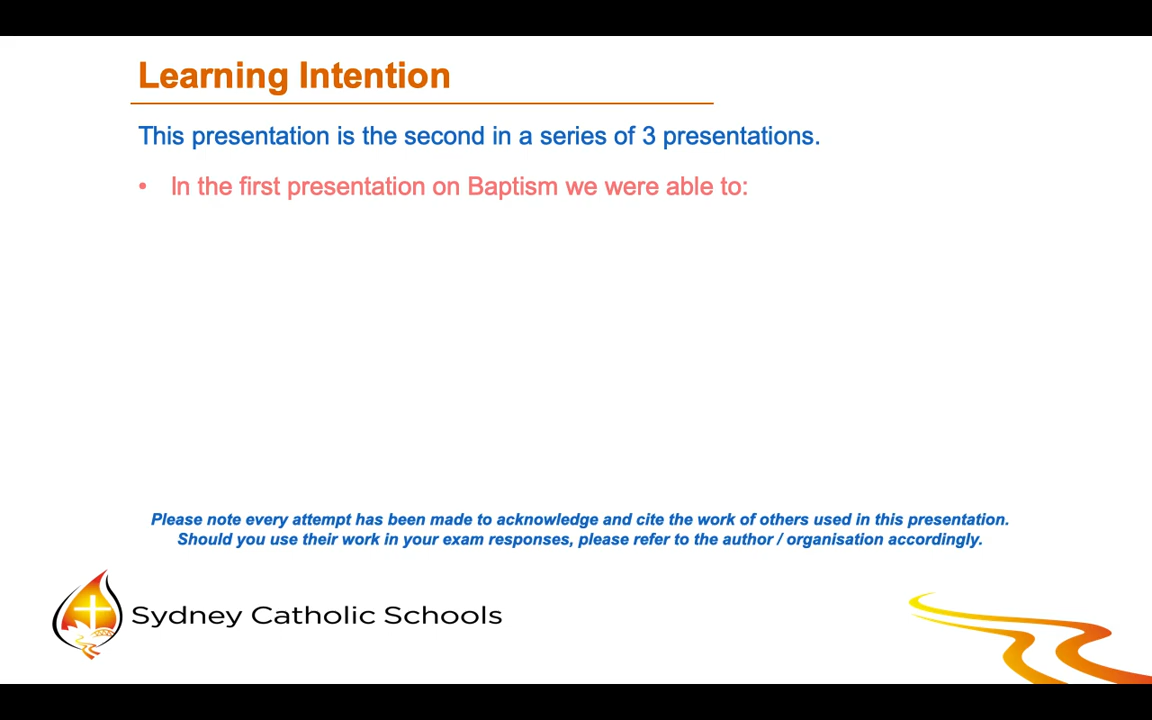 Learning Intention
This presentation is the second in a series of 3 presentations.
• In the first presentation on Baptism we were able to:
Please note every attempt has been made to acknowledge and cite the work of others used in this presentation.
Should you use their work in your exam responses, please refer to the author / organisation accordingly.
Sydney Catholic Schools